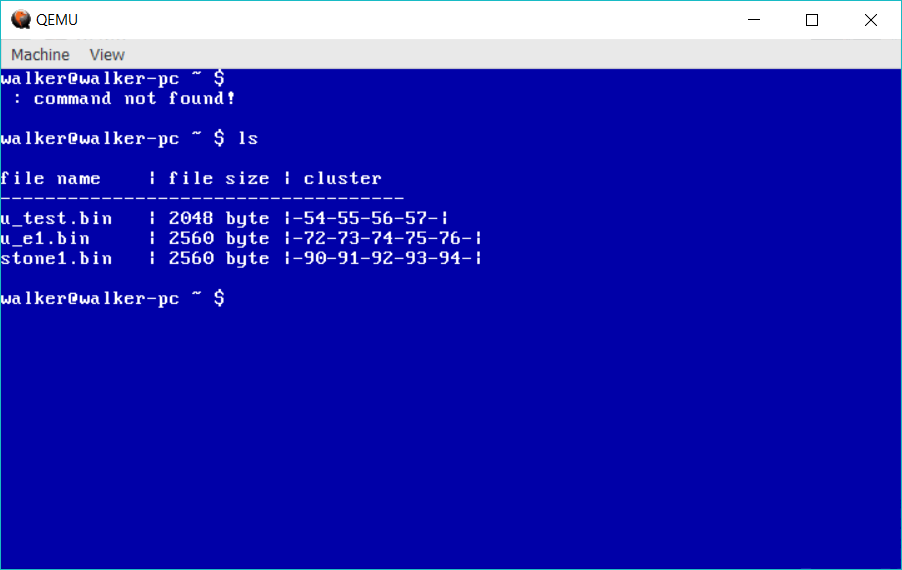 QEMU
Machine View
walker@walker-pc ~ $
 : command not found!
walker@walker-pc ~ $ ls
file name    | file size | cluster
------------------------------------
u_test.bin   | 2048 byte |-54-55-56-57-|
u_e1.bin     | 2560 byte |-72-73-74-75-76-|
stone1.bin   | 2560 byte |-90-91-92-93-94-|
walker@walker-pc ~ $